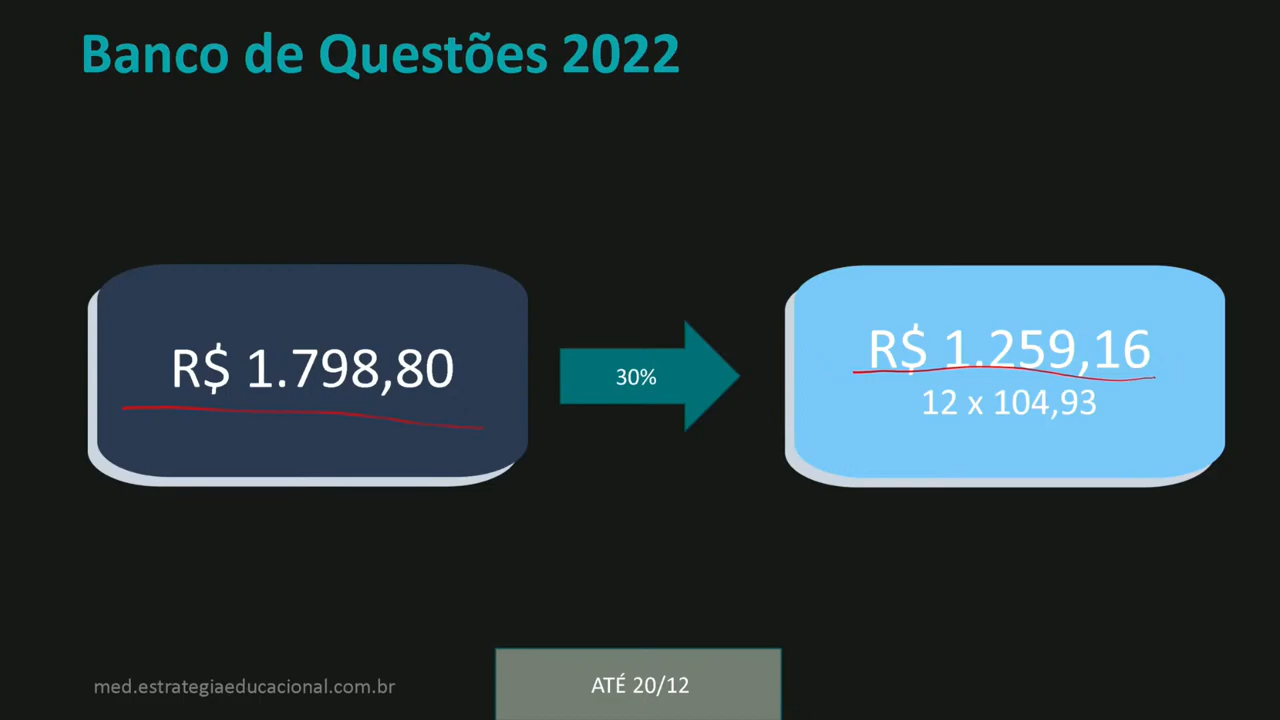 Banco de Questões 2022
R$ 1.798,80
30%
R$ 1.259,16
12 x 104,93
med.estrategiaeducacional.com.br
ATÉ 20/12